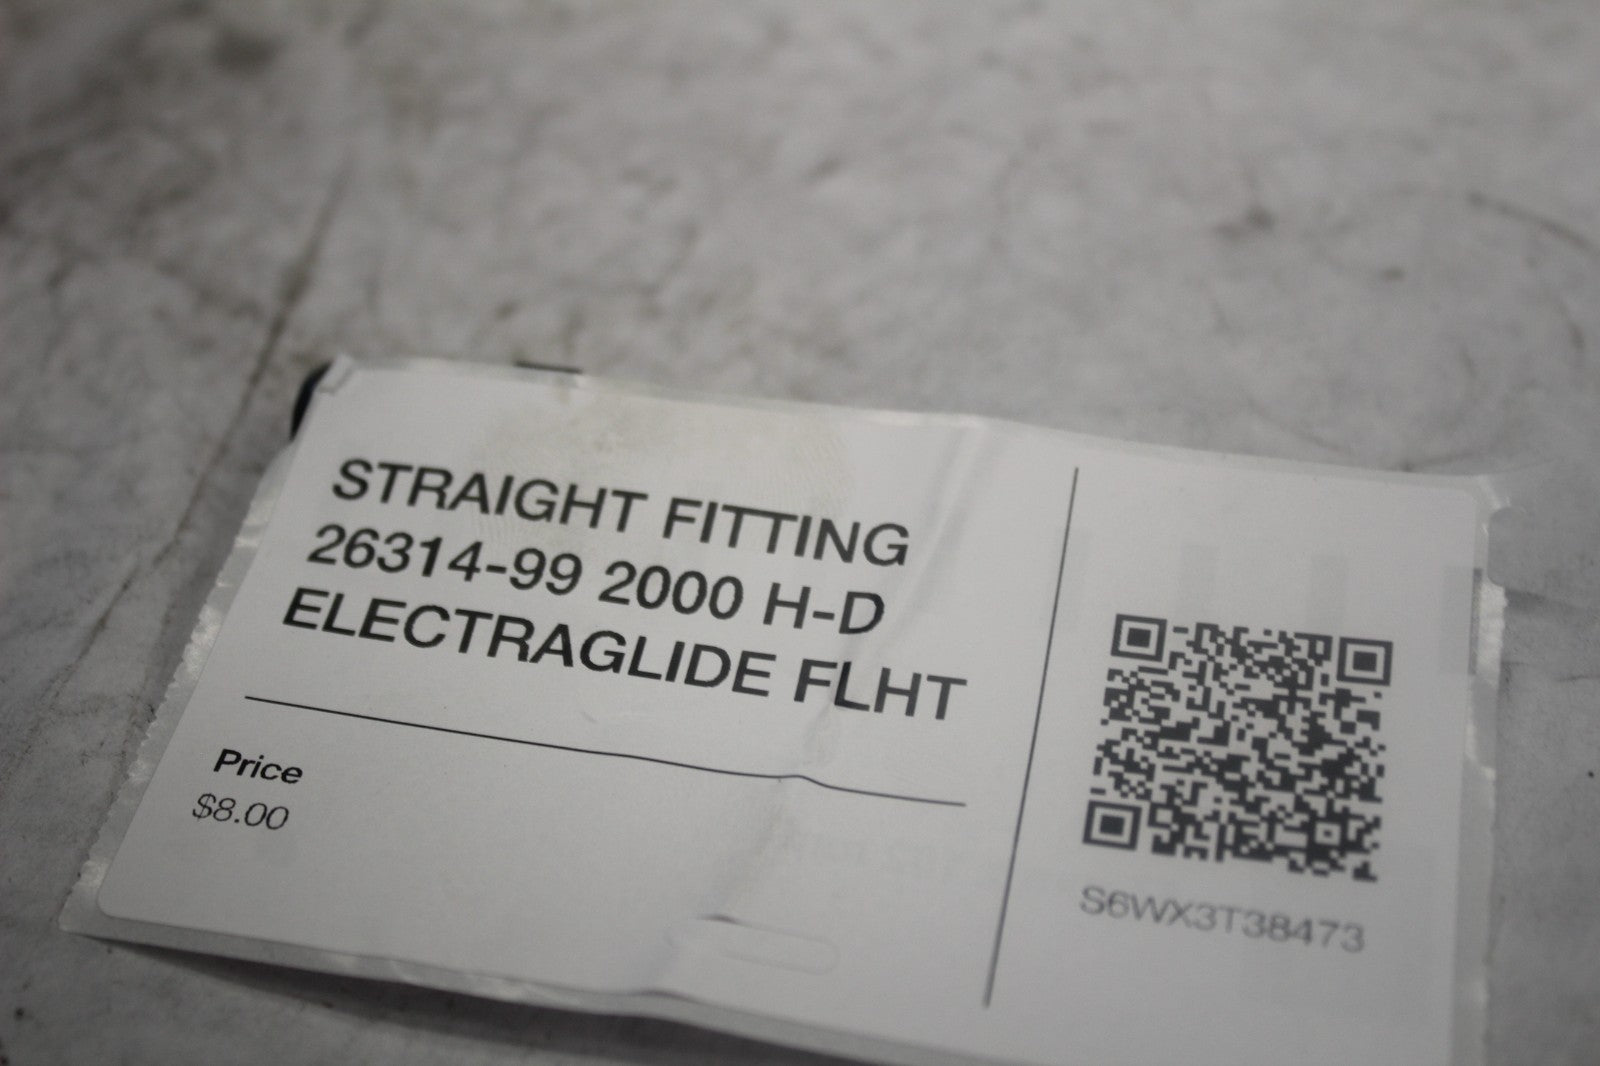 STRAIGHT FITTING
26314-99 2000 H-D
ELECTRAGLIDE FLHT
Price
$8.00
S6WX3T38473